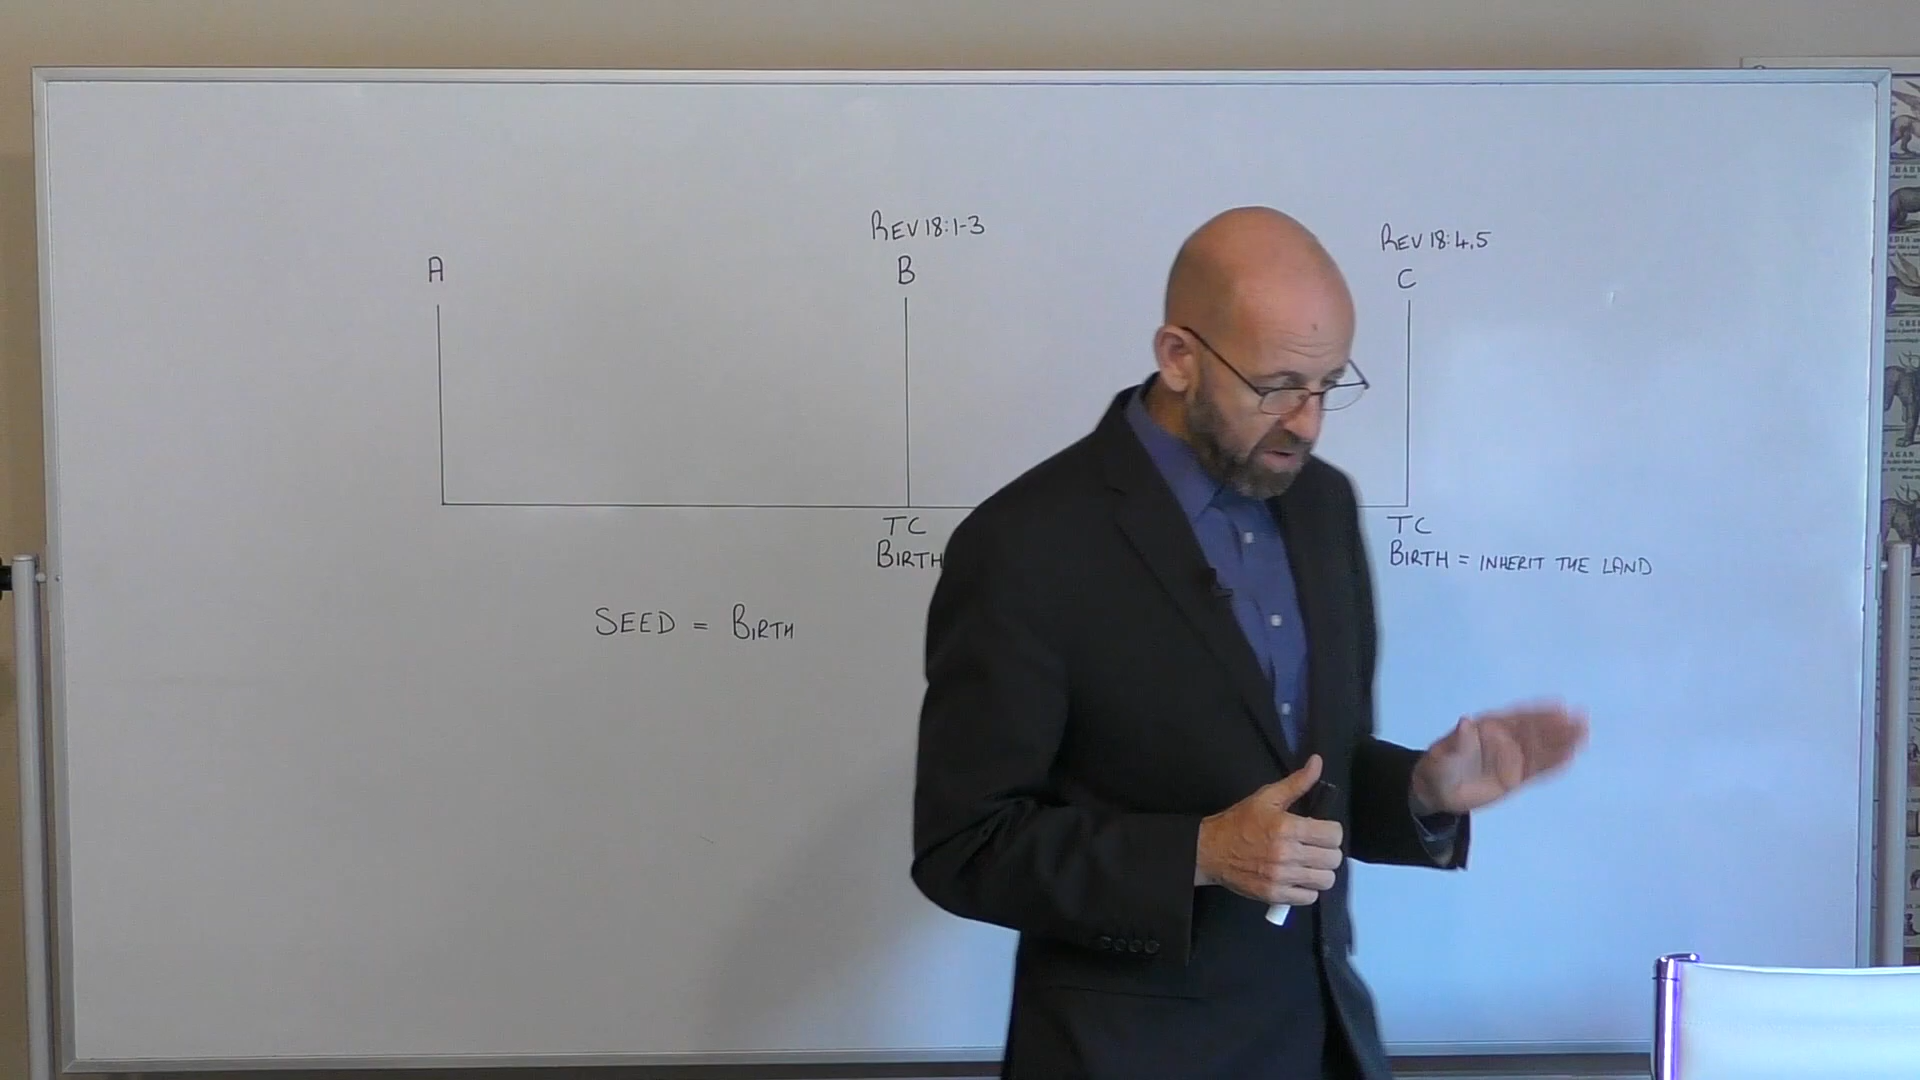 REV 18:1-3
REV 18:4,5
A
B
C
TC
TC
BIRTH
BIRTH = INHERIT THE LAND
SEED = BIRTH